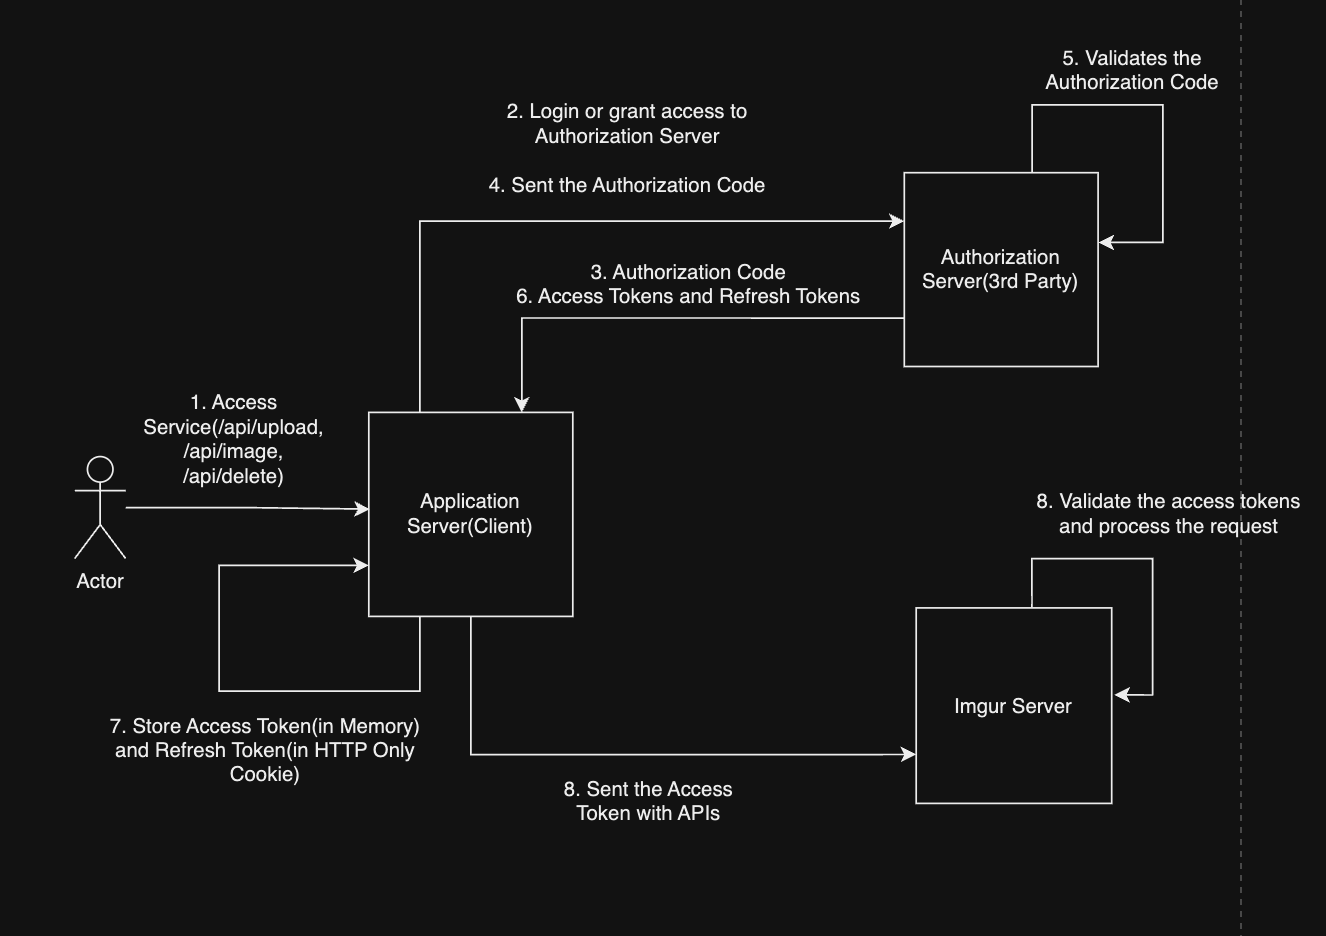 5. Validates the
Authorization Code
2. Login or grant access to
Authorization Server
4. Sent the Authorization Code
Authorization
Server(3rd Party)
3. Authorization Code
6. Access Tokens and Refresh Tokens
1. Access
Service(/api/upload,
/api/image,
/api/delete)
Application
Server(Client)
Actor
8. Validate the access tokens
and process the request
Imgur Server
7. Store Access Token(in Memory)
and Refresh Token(in HTTP Only
Cookie)
8. Sent the Access
Token with APIs